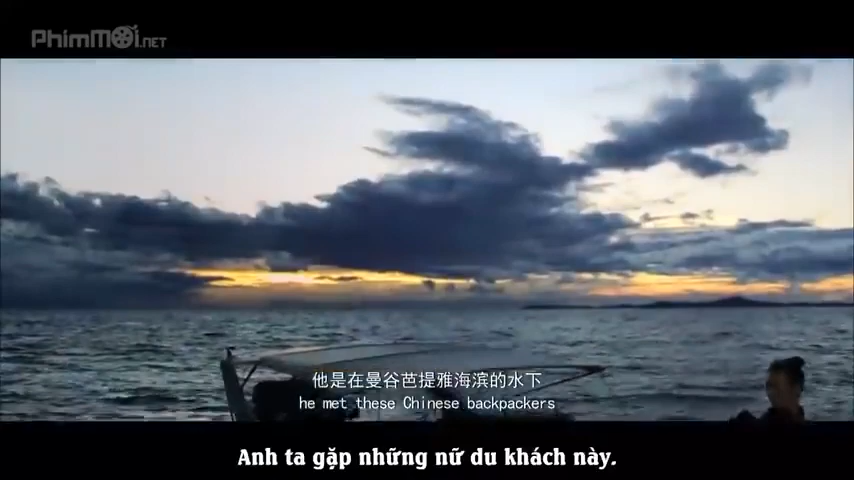 PhimMoi.NET
他是在曼谷芭提雅海滨的水下
he met these Chinese backpackers
Anh ta gặp những nữ du khách này.